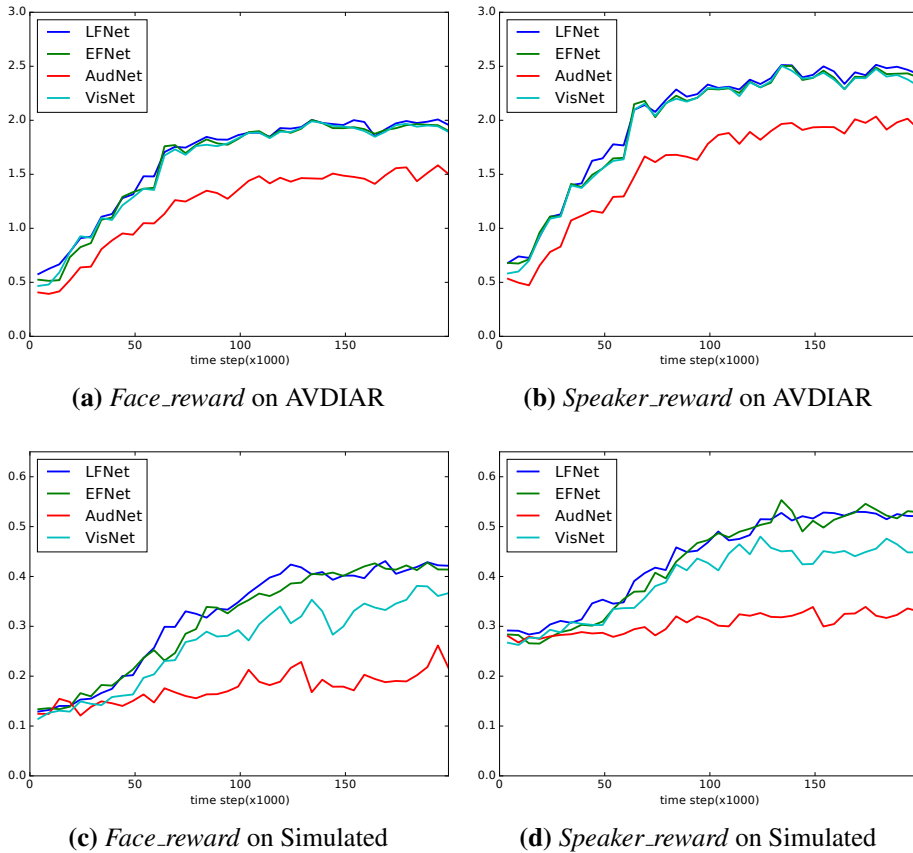 3.0
2.5
2.0
1.5
1.0
0.5
0.0
0
50
100
150
time step(x1000)
LFNet
EFNet
AudNet
VisNet
(a) Face_reward on AVDIAR
3.0
2.5
2.0
1.5
1.0
0.5
0.0
0
50
100
150
time step(x1000)
LFNet
EFNet
AudNet
VisNet
(b) Speaker_reward on AVDIAR
0.6
0.5
0.4
0.3
0.2
0.1
0.0
0
50
100
150
time step(x1000)
LFNet
EFNet
AudNet
VisNet
(c) Face_reward on Simulated
0.6
0.5
0.4
0.3
0.2
0.1
0.0
0
50
100
150
time step(x1000)
LFNet
EFNet
AudNet
VisNet
(d) Speaker_reward on Simulated